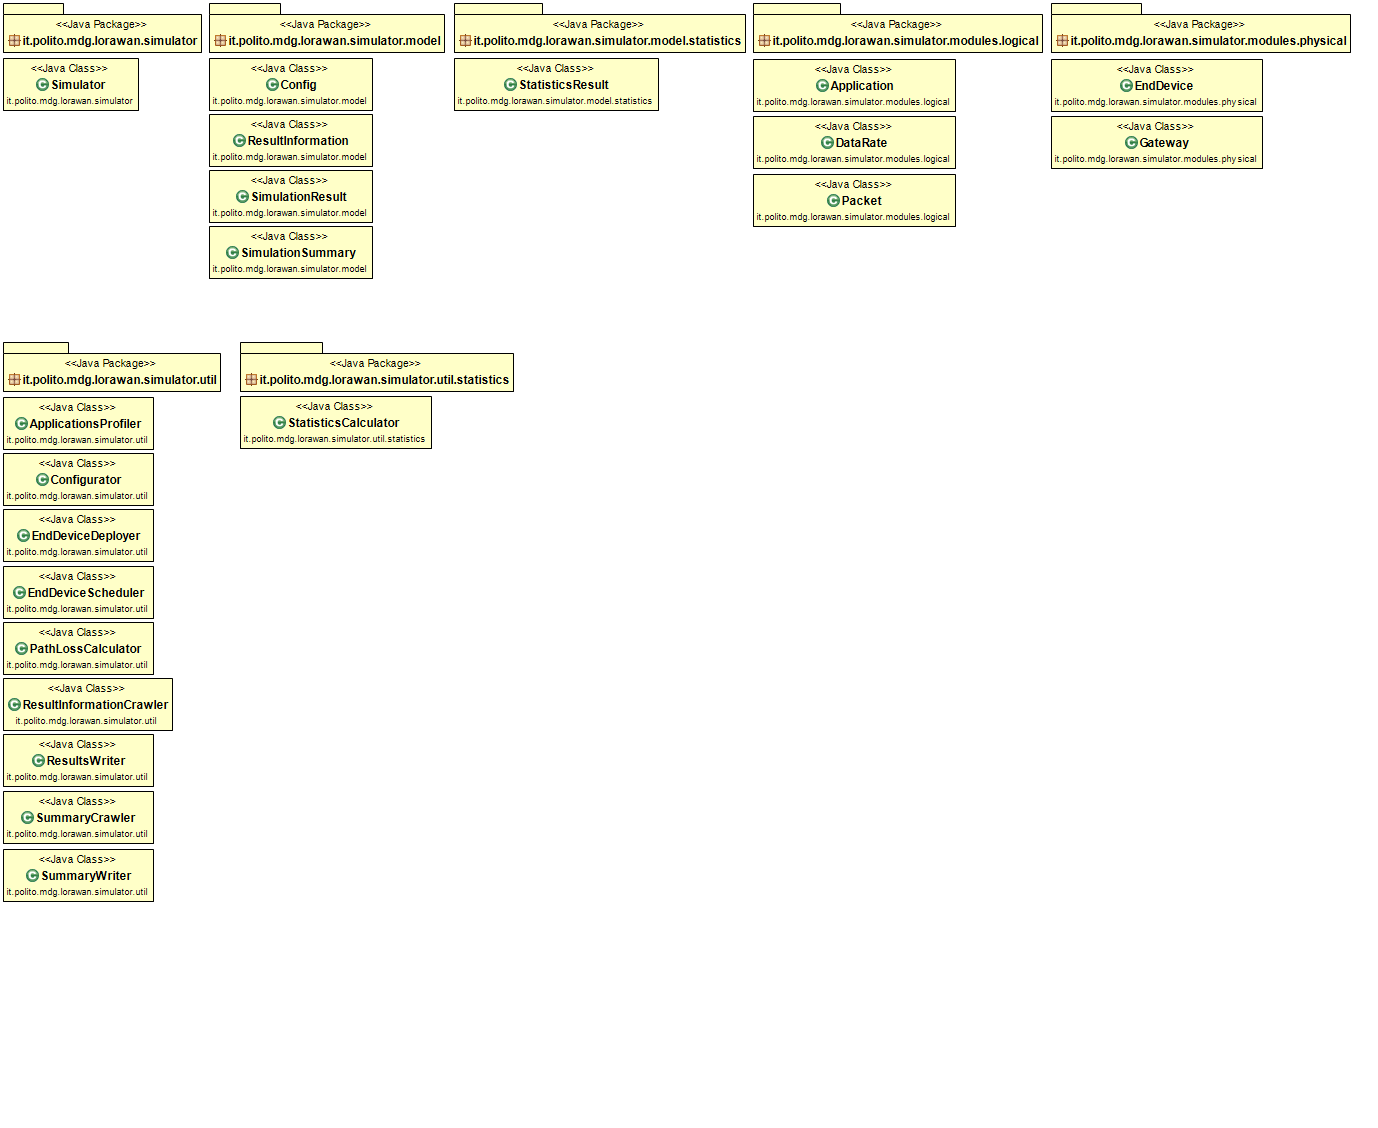 <<Java Package>>
it.polito.mdg.lorawan.simulator
<<Java Class>>
Simulator
it.polito.mdg.lorawan.simulator
<<Java Package>>
it.polito.mdg.lorawan.simulator.model
<<Java Class>>
Config
it.polito.mdg.lorawan.simulator.model
<<Java Class>>
ResultInformation
it.polito.mdg.lorawan.simulator.model
<<Java Class>>
SimulationResult
it.polito.mdg.lorawan.simulator.model
<<Java Class>>
SimulationSummary
it.polito.mdg.lorawan.simulator.model
<<Java Package>>
it.polito.mdg.lorawan.simulator.model.statistics
<<Java Class>>
StatisticsResult
it.polito.mdg.lorawan.simulator.model.statistics
<<Java Package>>
it.polito.mdg.lorawan.simulator.modules.logical
<<Java Class>>
Application
it.polito.mdg.lorawan.simulator.modules.logical
<<Java Class>>
DataRate
it.polito.mdg.lorawan.simulator.modules.logical
<<Java Class>>
Packet
it.polito.mdg.lorawan.simulator.modules.logical
<<Java Package>>
it.polito.mdg.lorawan.simulator.modules.physical
<<Java Class>>
EndDevice
it.polito.mdg.lorawan.simulator.modules.physical
<<Java Class>>
Gateway
it.polito.mdg.lorawan.simulator.modules.physical
<<Java Package>>
it.polito.mdg.lorawan.simulator.util
<<Java Class>>
ApplicationsProfiler
it.polito.mdg.lorawan.simulator.util
<<Java Class>>
Configurator
it.polito.mdg.lorawan.simulator.util
<<Java Class>>
EndDeviceDeployer
it.polito.mdg.lorawan.simulator.util
<<Java Class>>
EndDeviceScheduler
it.polito.mdg.lorawan.simulator.util
<<Java Class>>
PathLossCalculator
it.polito.mdg.lorawan.simulator.util
<<Java Class>>
ResultInformationCrawler
it.polito.mdg.lorawan.simulator.util
<<Java Class>>
ResultsWriter
it.polito.mdg.lorawan.simulator.util
<<Java Class>>
SummaryCrawler
it.polito.mdg.lorawan.simulator.util
<<Java Class>>
SummaryWriter
it.polito.mdg.lorawan.simulator.util
<<Java Package>>
it.polito.mdg.lorawan.simulator.util.statistics
<<Java Class>>
StatisticsCalculator
it.polito.mdg.lorawan.simulator.util.statistics